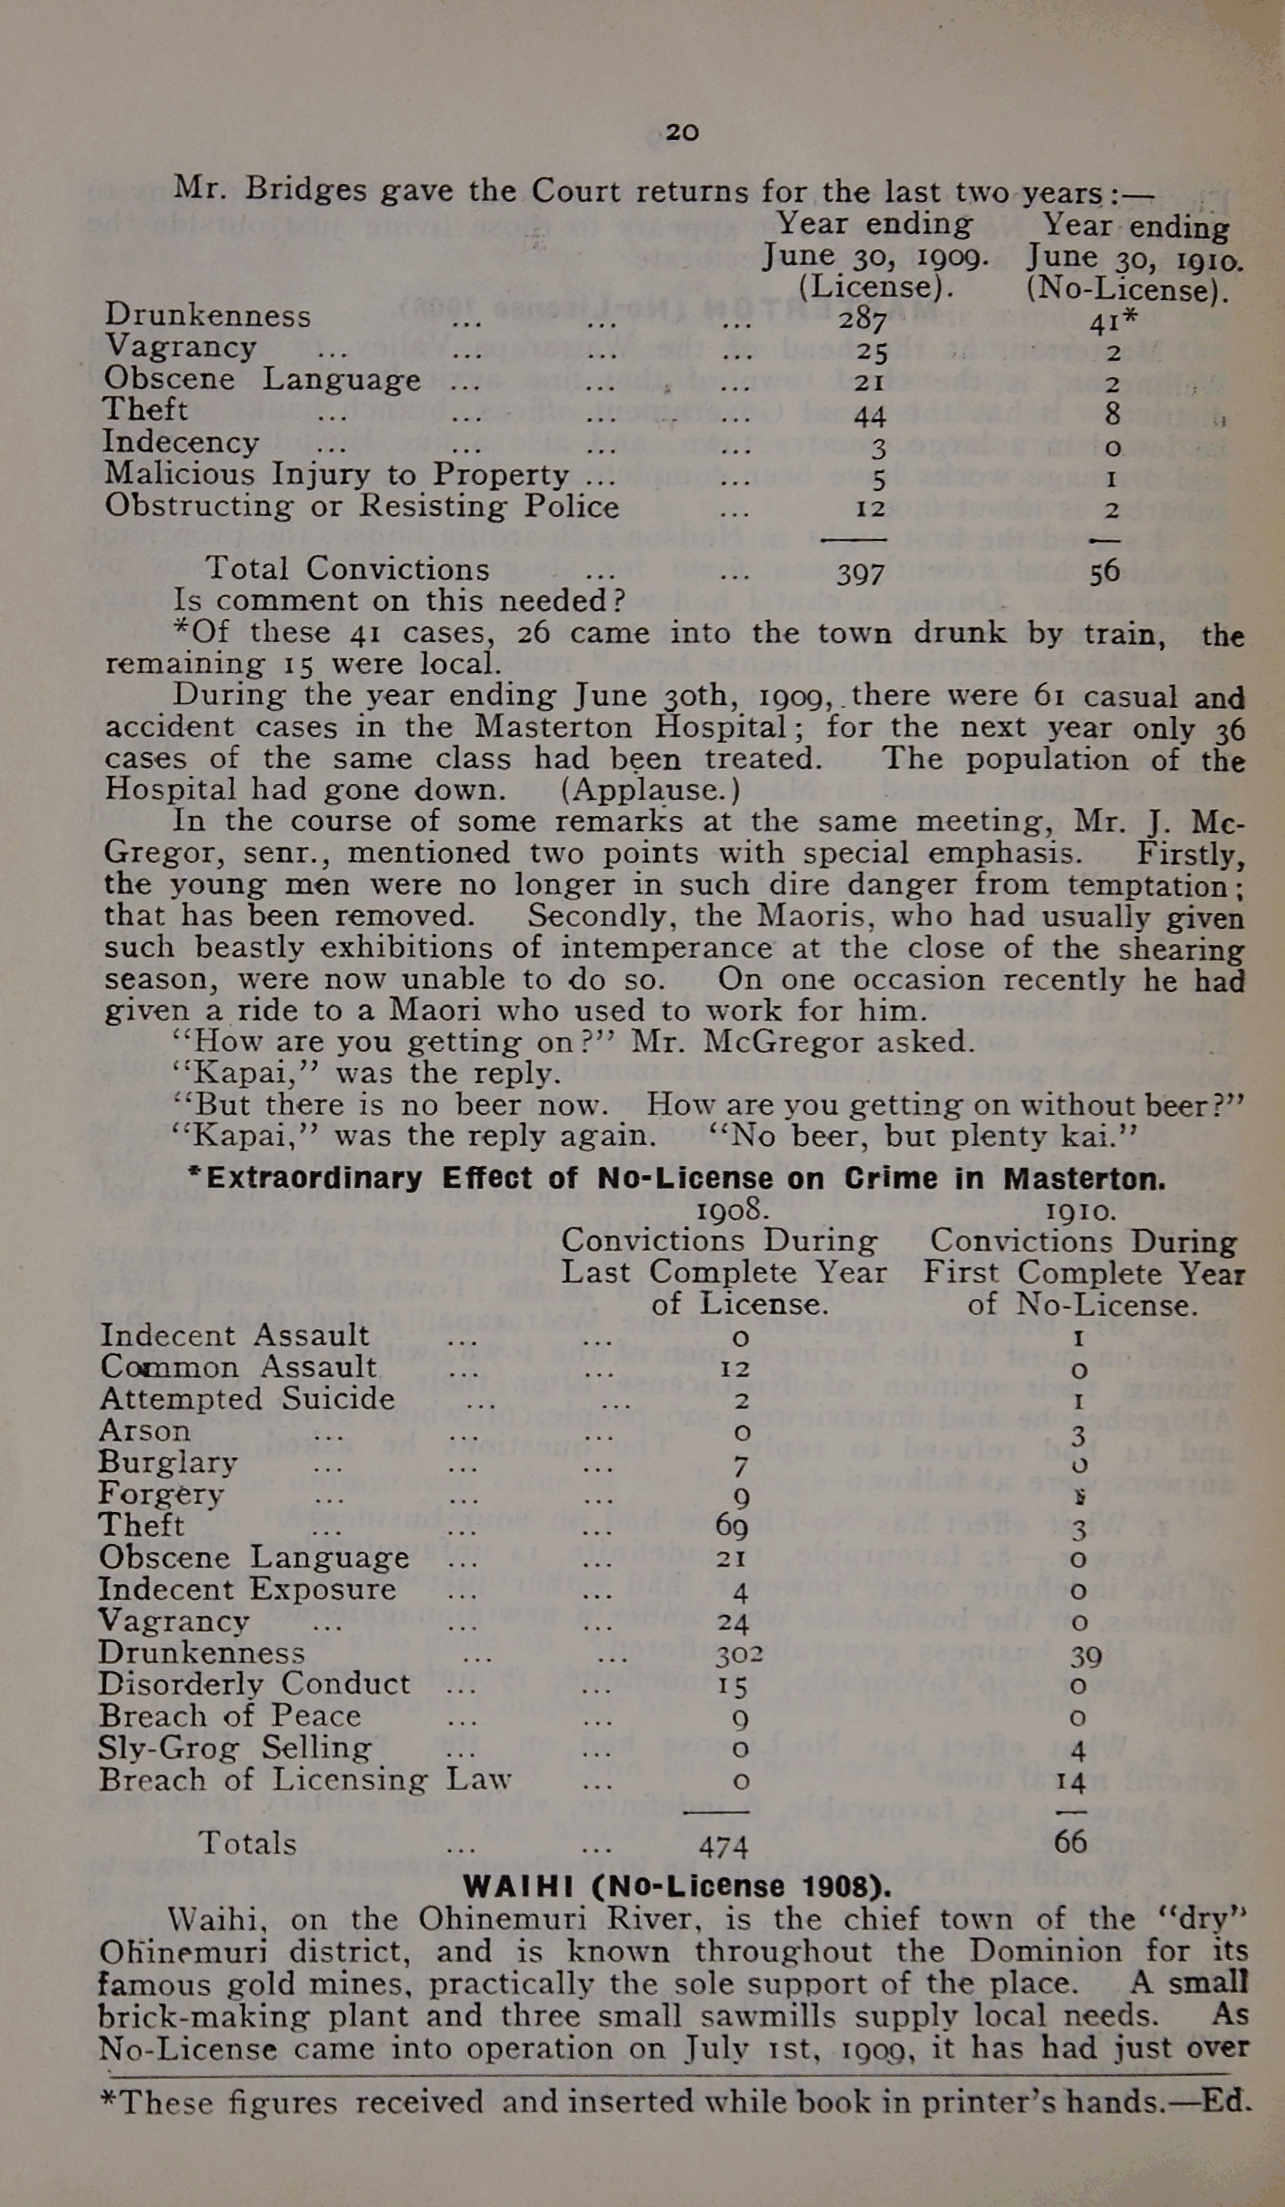 20
Mr. Bridges gave the Court returns for the last two years:—
Year ending Year ending
June 30, 1909. June 30, 1910.
(License). (No-License).
Drunkenness ... ... ... 287 41*
Vagrancy ... ... ... ... 25 2
Obscene Language ... ... ... 21 2
Theft ... ... ... ... 44 8
Indecency ... ... ... ... 3 0
Malicious Injury to Property ... ... 5 1
Obstructing or Resisting Police ... 12 2
Total Convictions ... ... 397 56
Is comment on this needed?
*Of these 41 cases, 26 came into the town drunk by train, the
remaining 15 were local.
During the year ending June 30th, 1909, there were 61 casual and
accident cases in the Masterton Hospital; for the next year only 36
cases of the same class had been treated. The population of the
Hospital had gone down. (Applause.)
In the course of some remarks at the same meeting, Mr. J. Mc-
Gregor, senr., mentioned two points with special emphasis. Firstly,
the young men were no longer in such dire danger from temptation;
that has been removed. Secondly, the Maoris, who had usually given
such beastly exhibitions of intemperance at the close of the shearing
season, were now unable to do so. On one occasion recently he had
given a ride to a Maori who used to work for him.
"How are you getting on?" Mr. McGregor asked.
"Kapai," was the reply.
"But there is no beer now. How are you getting on without beer?"
"Kapai," was the reply again. "No beer, but plenty kai."
*Extraordinary Effect of No-License on Crime in Masterton.
1908. 1910.
Convictions During Convictions During
Last Complete Year First Complete Year
of License. of No-License.
Indecent Assault ... ... 0 1
Common Assault ... ... 12 0
Attempted Suicide ... ... 2 1
Arson ... ... ... 0 3
Burglary ... ... ... 7 0
Forgery ... ... ... 9
Theft ... ... ... 69 3
Obscene Language ... ... 21 0
Indecent Exposure ... ... 4 0
Vagrancy ... ... ... 24 0
Drunkenness ... ... 302 39
Disorderly Conduct ... ... 15 0
Breach of Peace ... ... 9 0
Sly-Grog Selling ... ... 0 4
Breach of Licensing Law ... 0 14
Totals ... ... 474 66
WAIHI (No-License 1908).
Waihi, on the Ohinemuri River, is the chief town of the "dry"
Ohinemuri district, and is known throughout the Dominion for its
famous gold mines, practically the sole support of the place. A small
brick-making plant and three small sawmills supply local needs. As
No-License came into operation on July 1st, 1909, it has had just over
*These figures received and inserted while book in printer's hands.—Ed.